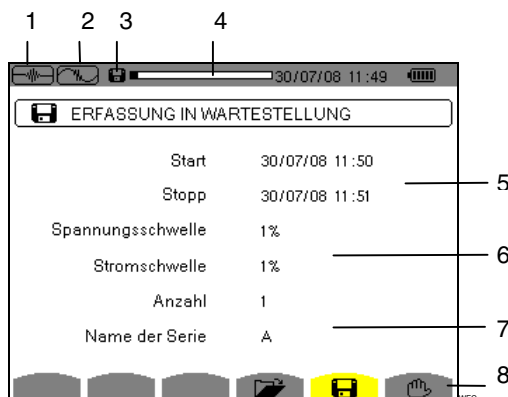 1 2 3 4
30/07/08 11:49
ERFASSUNG IN WARTESTELLUNG
Start 30/07/08 11:50
Stopp 30/07/08 11:51
5
Spannungsschwelle 1%
Stromschwelle 1%
6
Anzahl 1
Name der Serie A
7
8